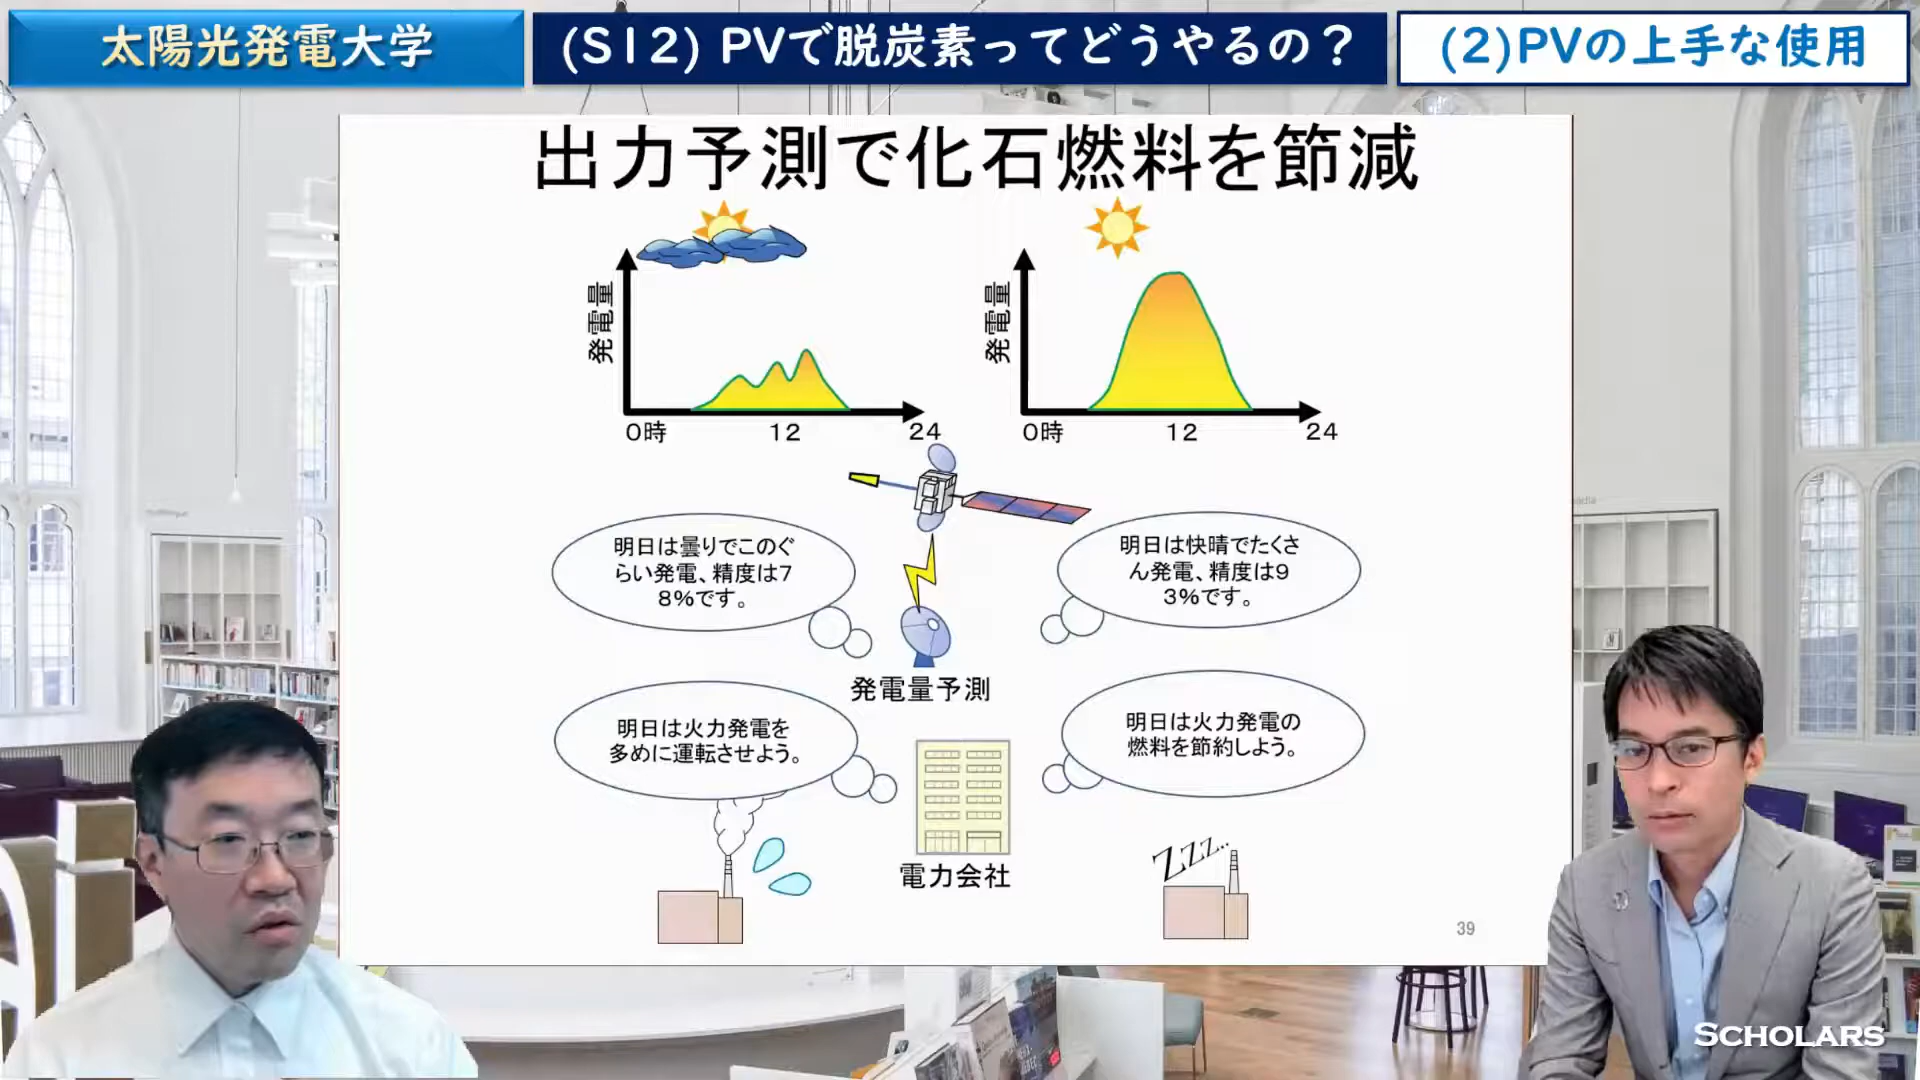 太陽光発電大学
(S12) PVで脱炭素ってどうやるの？
(2)PVの上手な使用
出力予測で化石燃料を節減
発電量
0時
12
24
発電量
0時
12
24
明日は曇りでこのぐ
らい発電、精度は７
８％です。
明日は快晴でたくさ
ん発電、精度は９
３％です。
発電量予測
明日は火力発電を
多めに運転させよう。
明日は火力発電の
燃料を節約しよう。
電力会社
Zzzz..
39
SCHOLARS